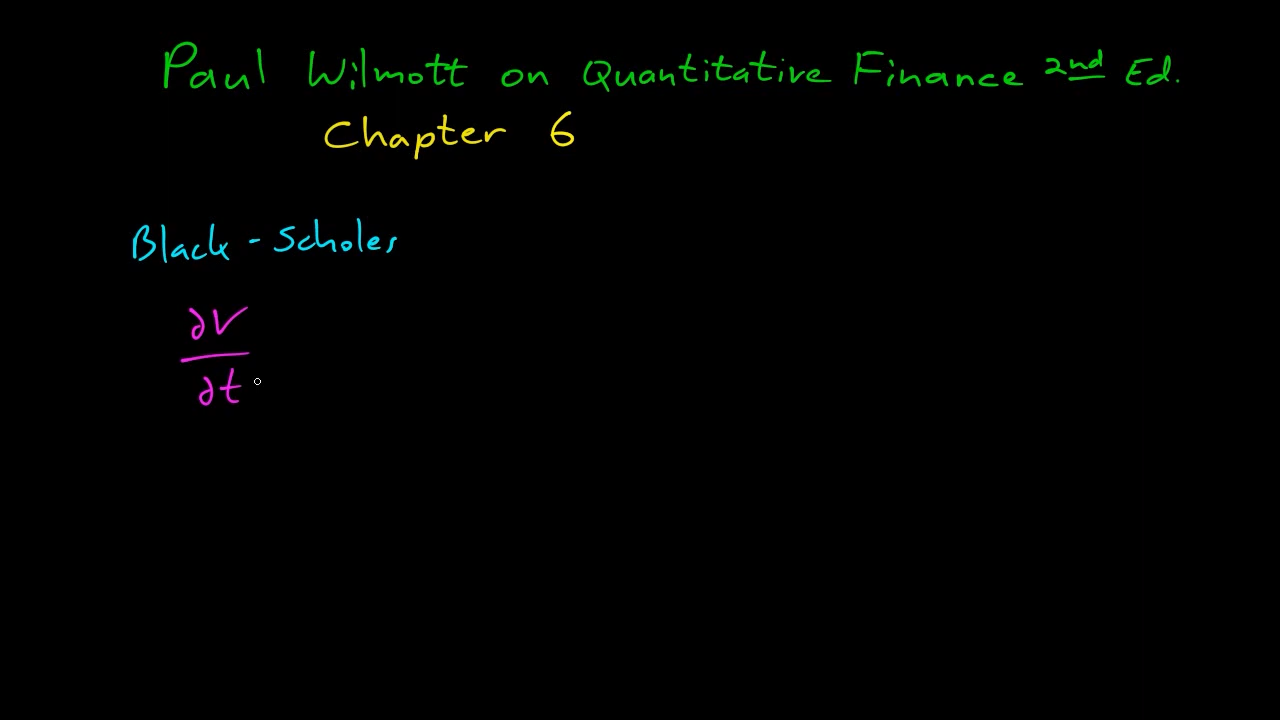 Paul Wilmott on Quantitative Finance 2nd Ed.
Chapter 6
Black - Scholes
∂V
∂t